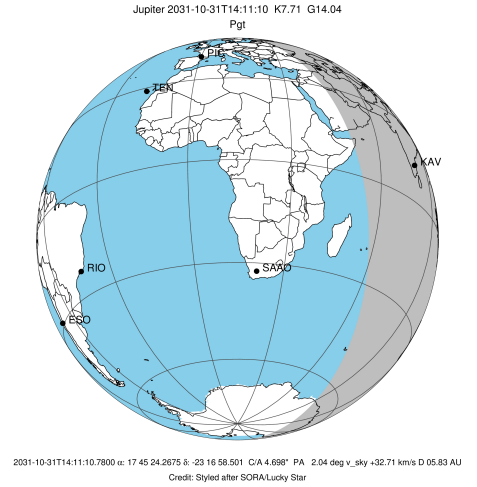 Jupiter 2031-10-31T14:11:10 K7.71 G14.04
Pgt
PIC
TEN
KAV
RIO
SAAO
ESO
2031-10-31T14:11:10.7800 α: 17 45 24.2675 δ: -23 16 58.501 C/A 4.698" PA 2.04 deg v_sky +32.71 km/s D 05.83 AU
Credit: Styled after SORA/Lucky Star